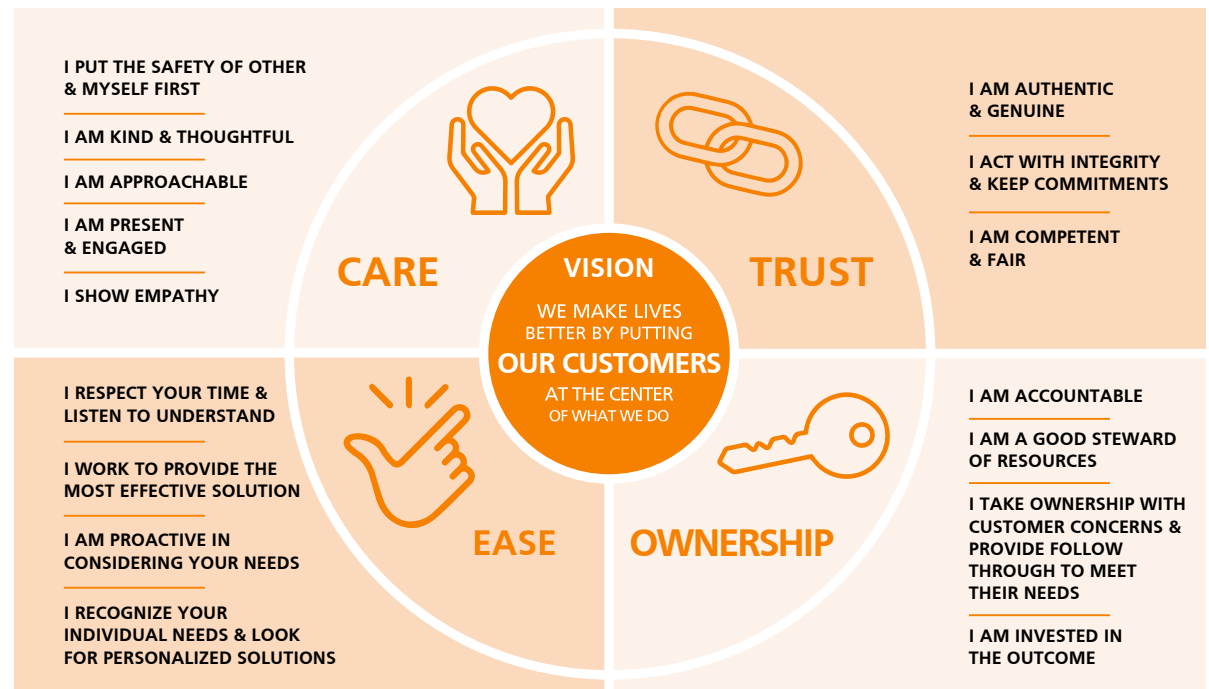 I PUT THE SAFETY OF OTHER
& MYSELF FIRST
I AM KIND & THOUGHTFUL
I AM APPROACHABLE
I AM PRESENT
& ENGAGED
I SHOW EMPATHY
CARE
TRUST
I AM AUTHENTIC
& GENUINE
I ACT WITH INTEGRITY
& KEEP COMMITMENTS
I AM COMPETENT
& FAIR
VISION
WE MAKE LIVES
BETTER BY PUTTING
OUR CUSTOMERS
AT THE CENTER
OF WHAT WE DO
I RESPECT YOUR TIME &
LISTEN TO UNDERSTAND
I WORK TO PROVIDE THE
MOST EFFECTIVE SOLUTION
I AM PROACTIVE IN
CONSIDERING YOUR NEEDS
I RECOGNIZE YOUR
INDIVIDUAL NEEDS & LOOK
FOR PERSONALIZED SOLUTIONS
EASE
OWNERSHIP
I AM ACCOUNTABLE
I AM A GOOD STEWARD
OF RESOURCES
I TAKE OWNERSHIP WITH
CUSTOMER CONCERNS &
PROVIDE FOLLOW
THROUGH TO MEET
THEIR NEEDS
I AM INVESTED IN
THE OUTCOME